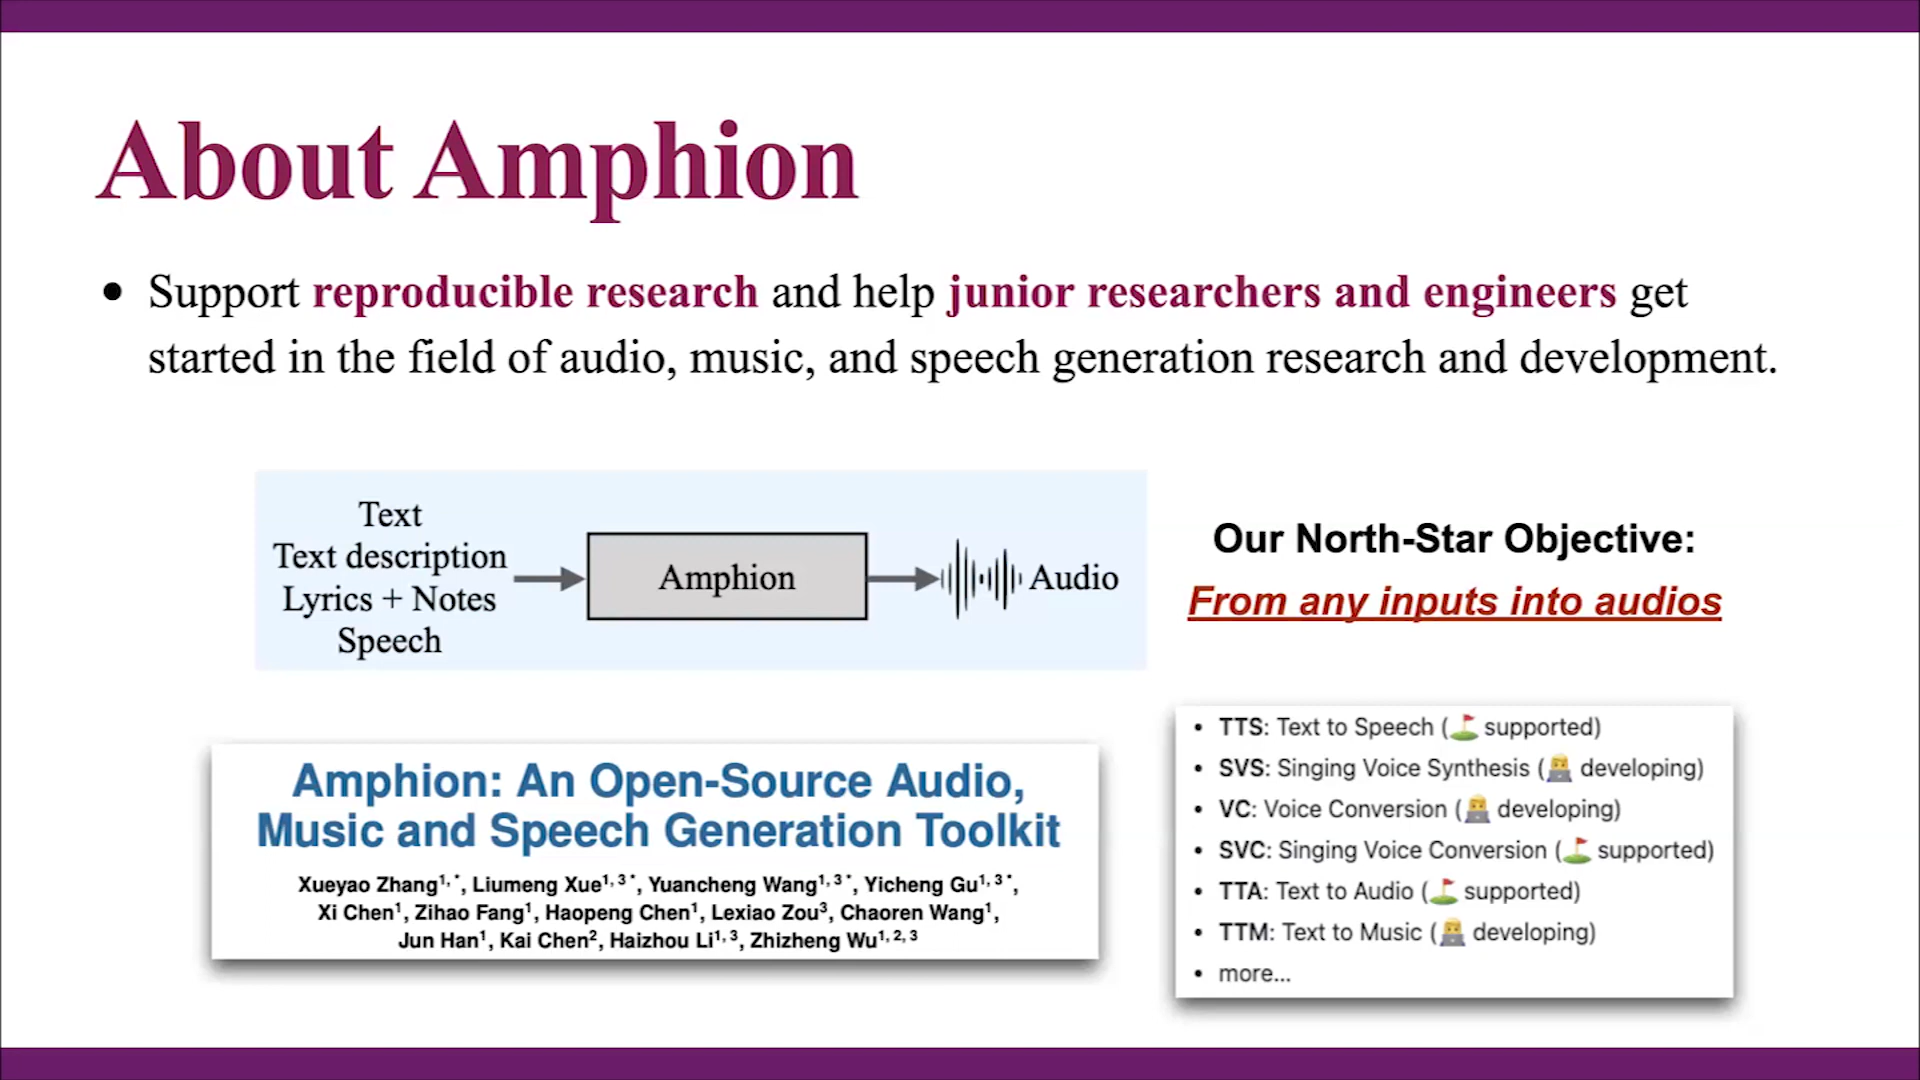 About Amphion
• Support reproducible research and help junior researchers and engineers get
started in the field of audio, music, and speech generation research and development.
Text
Text description
Lyrics + Notes
Speech
Amphion
Audio
Our North-Star Objective:
From any inputs into audios
Amphion: An Open-Source Audio,
Music and Speech Generation Toolkit
Xueyao Zhang1,*, Liumeng Xue1,3*, Yuancheng Wang1,3*, Yicheng Gu1,3*,
Xi Chen1, Zihao Fang1, Haopeng Chen1, Lexiao Zou3, Chaoren Wang1,
Jun Han1, Kai Chen2, Haizhou Li1,3, Zhizheng Wu1,2,3
• TTS: Text to Speech (⛳ supported)
• SVS: Singing Voice Synthesis (👨‍💻 developing)
• VC: Voice Conversion (👨‍💻 developing)
• SVC: Singing Voice Conversion (⛳ supported)
• TTA: Text to Audio (⛳ supported)
• TTM: Text to Music (👨‍💻 developing)
• more...